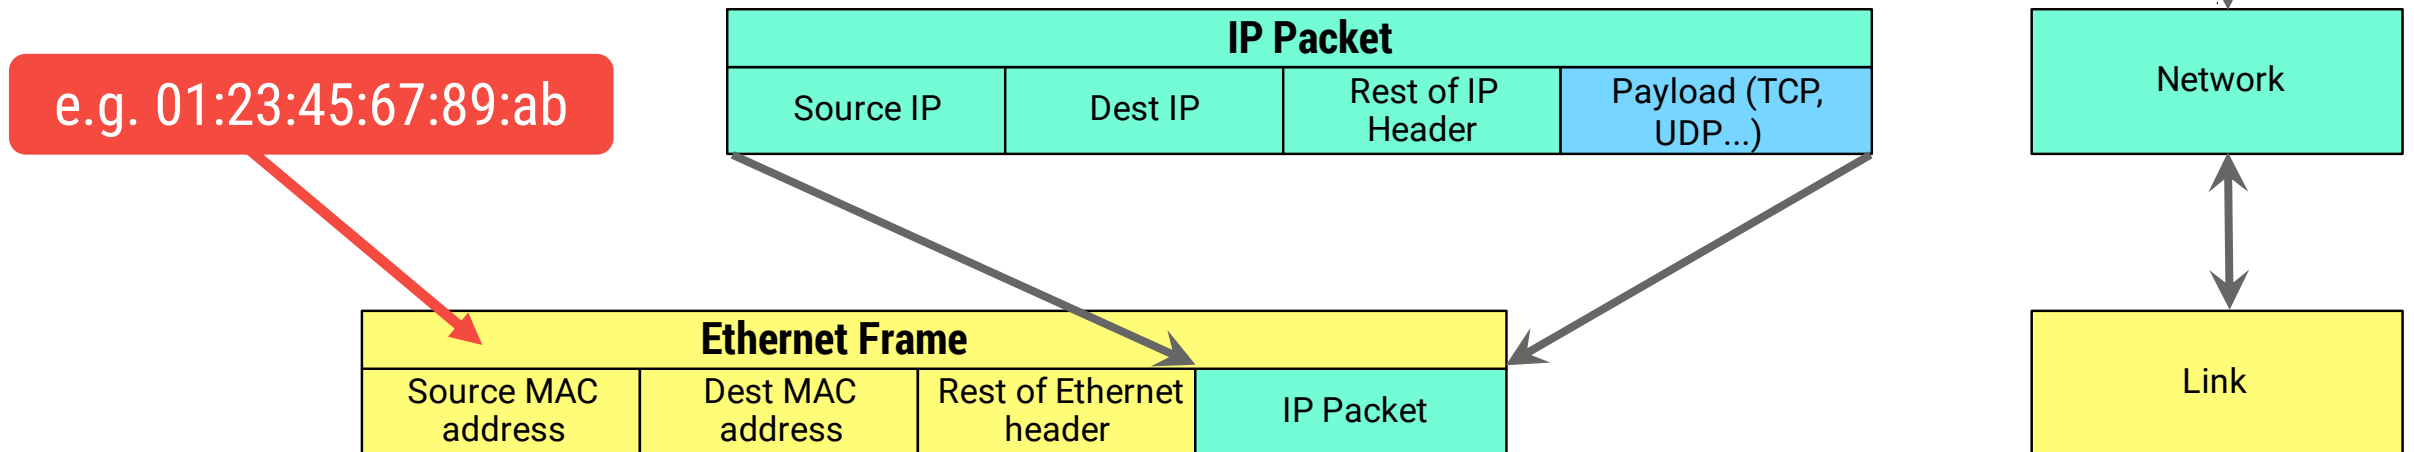 IP Packet
e.g. 01:23:45:67:89:ab
Source IP
Dest IP
Rest of IP
Header
Payload (TCP,
UDP...)
Network
Ethernet Frame
Source MAC
address
Dest MAC
address
Rest of Ethernet
header
IP Packet
Link